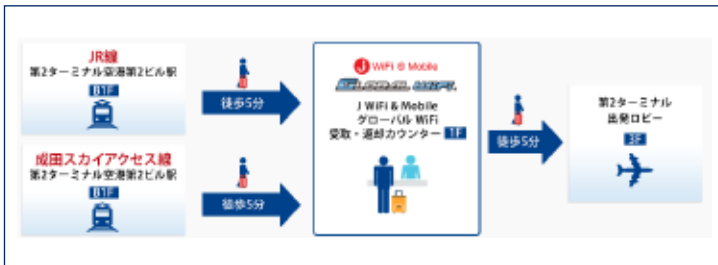 JR線
第2ターミナル空港第2ビル駅
B1F
徒歩5分
成田スカイアクセス線
第2ターミナル空港第2ビル駅
B1F
徒歩5分
J WiFi & Mobile
GLOBAL WiFi
J WiFi & Mobile
グローバル WiFi
受取・返却カウンター 1F
徒歩5分
第2ターミナル
出発ロビー
3F